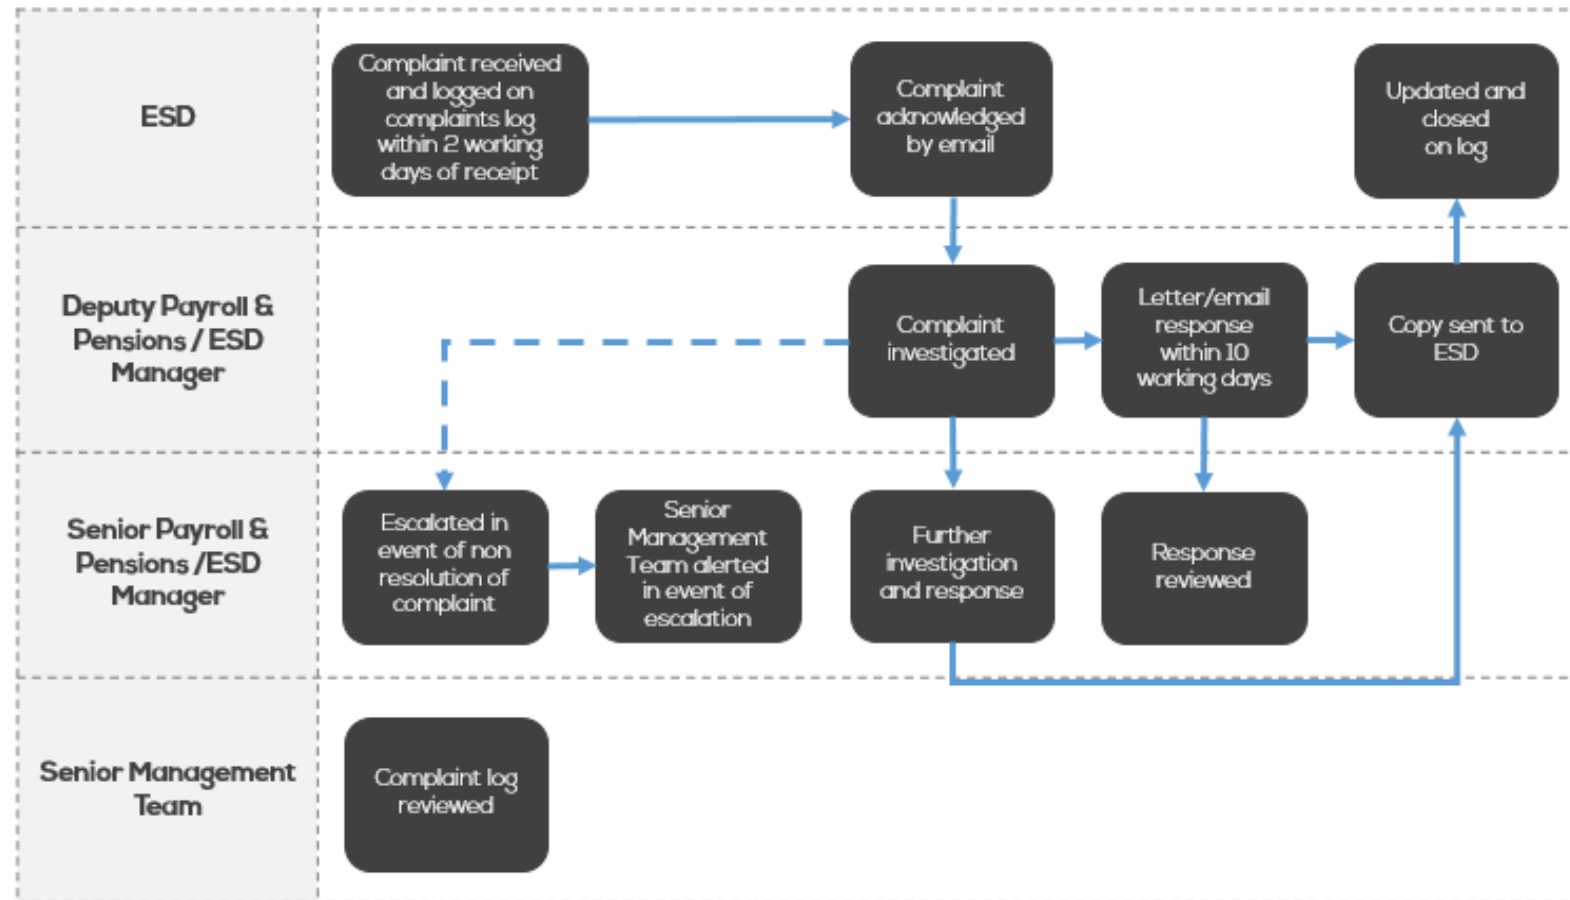 ESD
Complaint received
and logged on
complaints log
within 2 working
days of receipt
Complaint
acknowledged
by email
Updated and
closed
on log
Deputy Payroll &
Pensions / ESD
Manager
Complaint
investigated
Letter/email
response
within 10
working days
Copy sent to
ESD
Senior Payroll &
Pensions /ESD
Manager
Escalated in
event of non
resolution of
complaint
Senior
Management
Team alerted
in event of
escalation
Further
investigation
and response
Response
reviewed
Senior Management
Team
Complaint log
reviewed